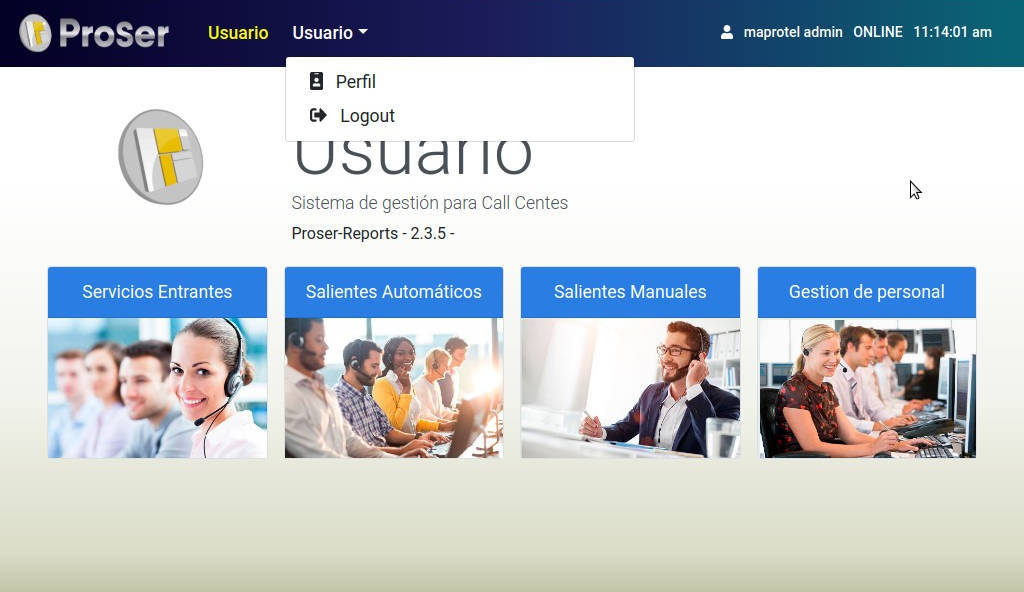 ProSer
Usuario
Usuario
maprotel admin ONLINE 11:14:01 am
Perfil
Logout
Usuario
Sistema de gestión para Call Centes
Proser-Reports - 2.3.5 -
Servicios Entrantes
Salientes Automáticos
Salientes Manuales
Gestion de personal